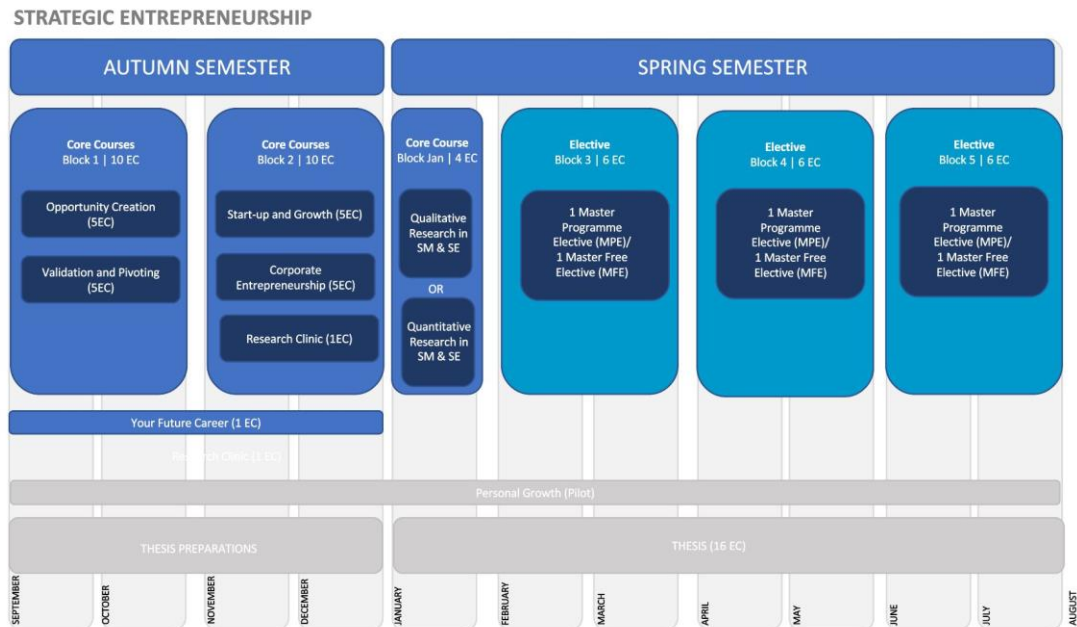 STRATEGIC ENTREPRENEURSHIP
AUTUMN SEMESTER
SPRING SEMESTER
Core Courses
Block 1 | 10 EC
Opportunity Creation
(5EC)
Validation and Pivoting
(5EC)
Core Courses
Block 2 | 10 EC
Start-up and Growth (5EC)
Corporate
Entrepreneurship (5EC)
Research Clinic (1EC)
Core Course
Block Jan | 4 EC
Qualitative
Research in
SM & SE
OR
Quantitative
Research in
SM & SE
Elective
Block 3 | 6 EC
1 Master
Programme
Elective (MPE)/
1 Master Free
Elective (MFE)
Elective
Block 4 | 6 EC
1 Master
Programme
Elective (MPE)/
1 Master Free
Elective (MFE)
Elective
Block 5 | 6 EC
1 Master
Programme
Elective (MPE)/
1 Master Free
Elective (MFE)
Your Future Career (1 EC)
Research Clinic (1 EC)
Personal Growth (Pilot)
THESIS PREPARATIONS
THESIS (16 EC)
SEPTEMBER
OCTOBER
NOVEMBER
DECEMBER
JANUARY
FEBRUARY
MARCH
APRIL
MAY
JUNE
JULY
AUGUST